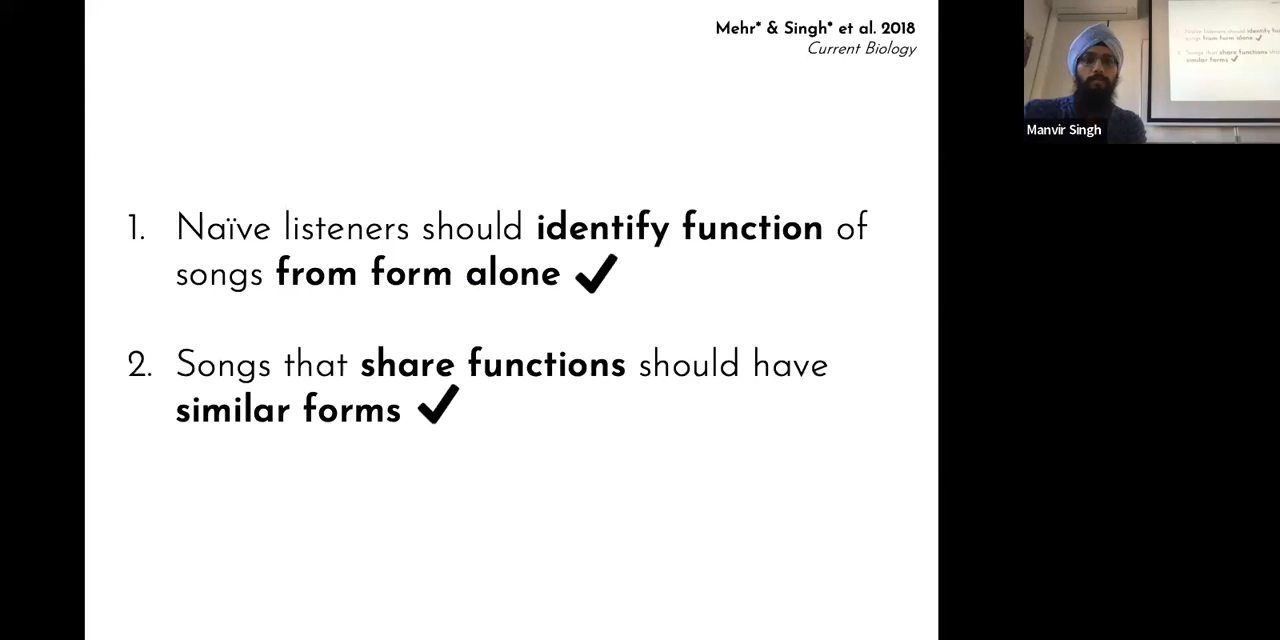 Mehr* & Singh* et al. 2018
Current Biology
1. Naïve listeners should identify function of
songs from form alone ✔
2. Songs that share functions should have
similar forms ✔
Manvir Singh